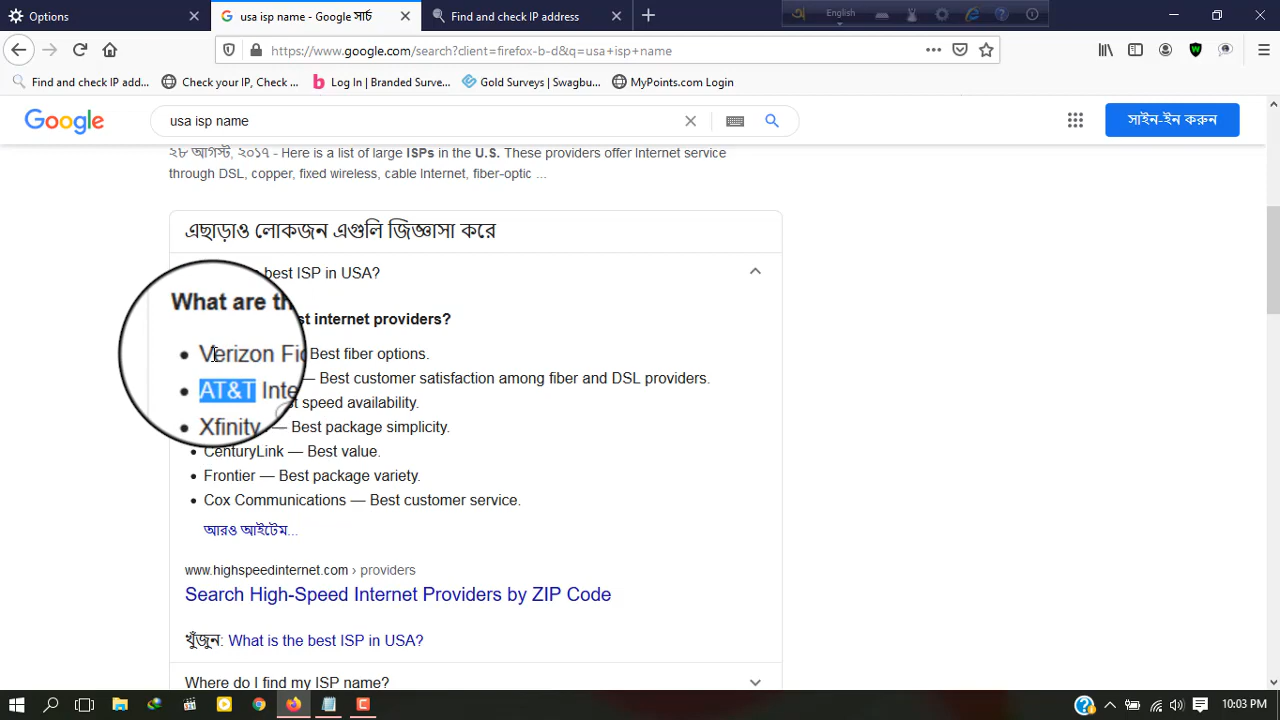 Options
usa isp name - Google সার্চ
Find and check IP address
English
https://www.google.com/search?client=firefox-b-d&q=usa+isp+name
Find and check IP add...
Check your IP, Check ...
Log In | Branded Surve...
Gold Surveys | Swagbu...
MyPoints.com Login
Google
usa isp name
সাইন-ইন করুন
২৮ আগস্ট, ২০১৭ - Here is a list of large ISPs in the U.S. These providers offer Internet service
through DSL, copper, fixed wireless, cable Internet, fiber-optic ...
এছাড়াও লোকজন এগুলি জিজ্ঞাসা করে
best ISP in USA?
What are th
st internet providers?
Verizon Fio
Best fiber options.
AT&T Inte
— Best customer satisfaction among fiber and DSL providers.
st speed availability.
Xfinity
— Best package simplicity.
CenturyLink — Best value.
Frontier — Best package variety.
Cox Communications — Best customer service.
আরও আইটেম...
www.highspeedinternet.com › providers
Search High-Speed Internet Providers by ZIP Code
খুঁজুন: What is the best ISP in USA?
Where do I find my ISP name?
10:03 PM